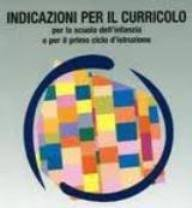 INDICAZIONI PER IL CURRICOLO
per la scuola dell'infanzia
e per il primo ciclo d'istruzione